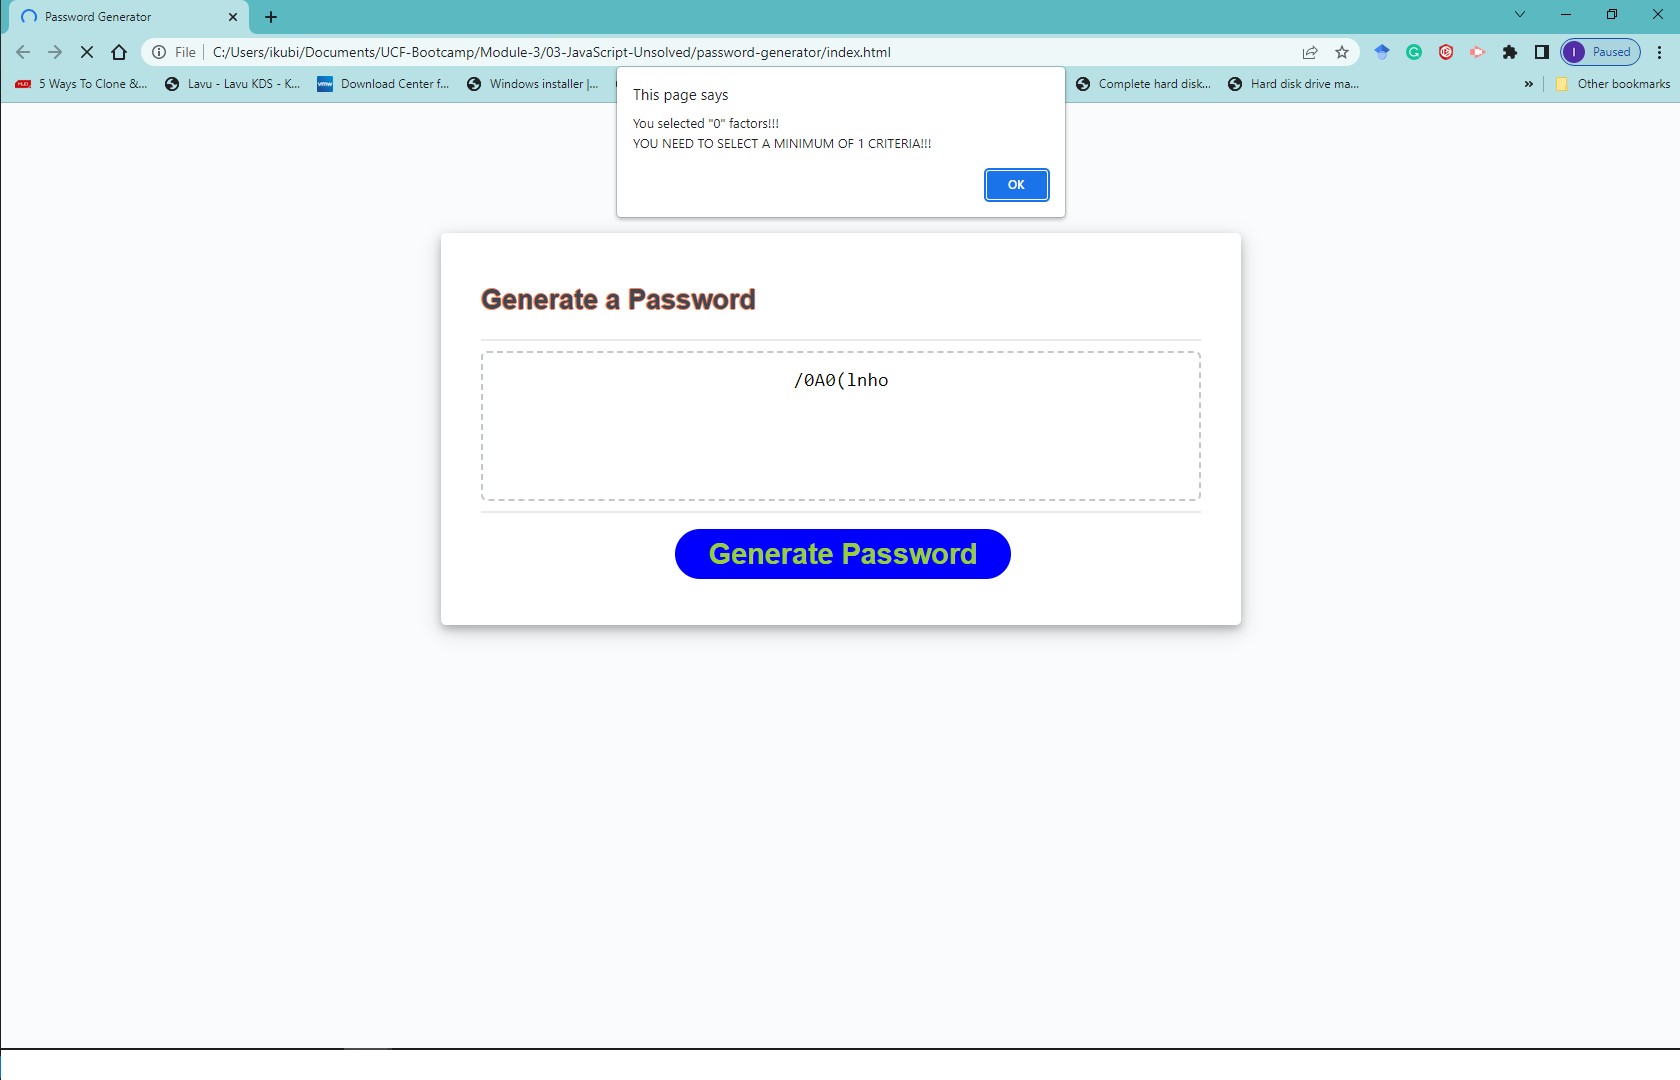 Password Generator
File C:/Users/ikubi/Documents/UCF-Bootcamp/Module-3/03-JavaScript-Unsolved/password-generator/index.html
I Paused
5 Ways To Clone &... Lavu - Lavu KDS - K... vmw Download Center f... Windows installer |... Complete hard disk... Hard disk drive ma... » Other bookmarks
This page says
You selected "0" factors!!!
YOU NEED TO SELECT A MINIMUM OF 1 CRITERIA!!!
OK
Generate a Password
/0A0(lnho
Generate Password